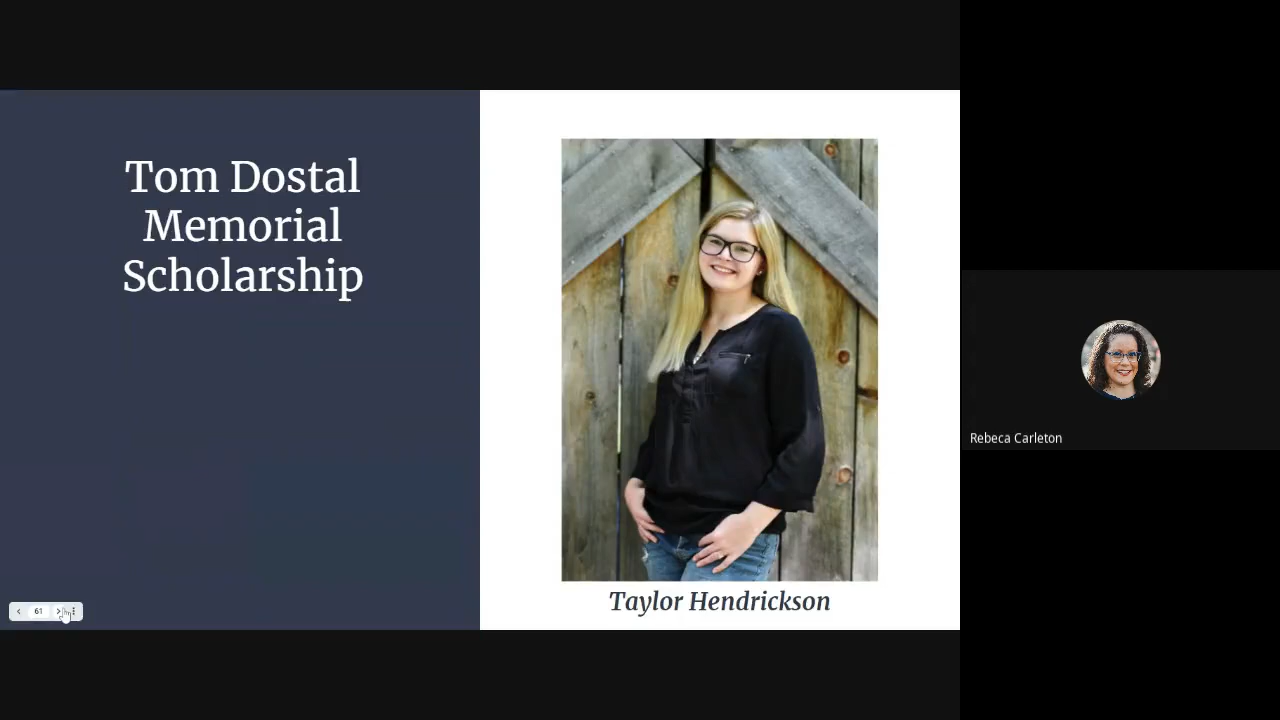 Tom Dostal
Memorial
Scholarship
Taylor Hendrickson
61
Rebeca Carleton